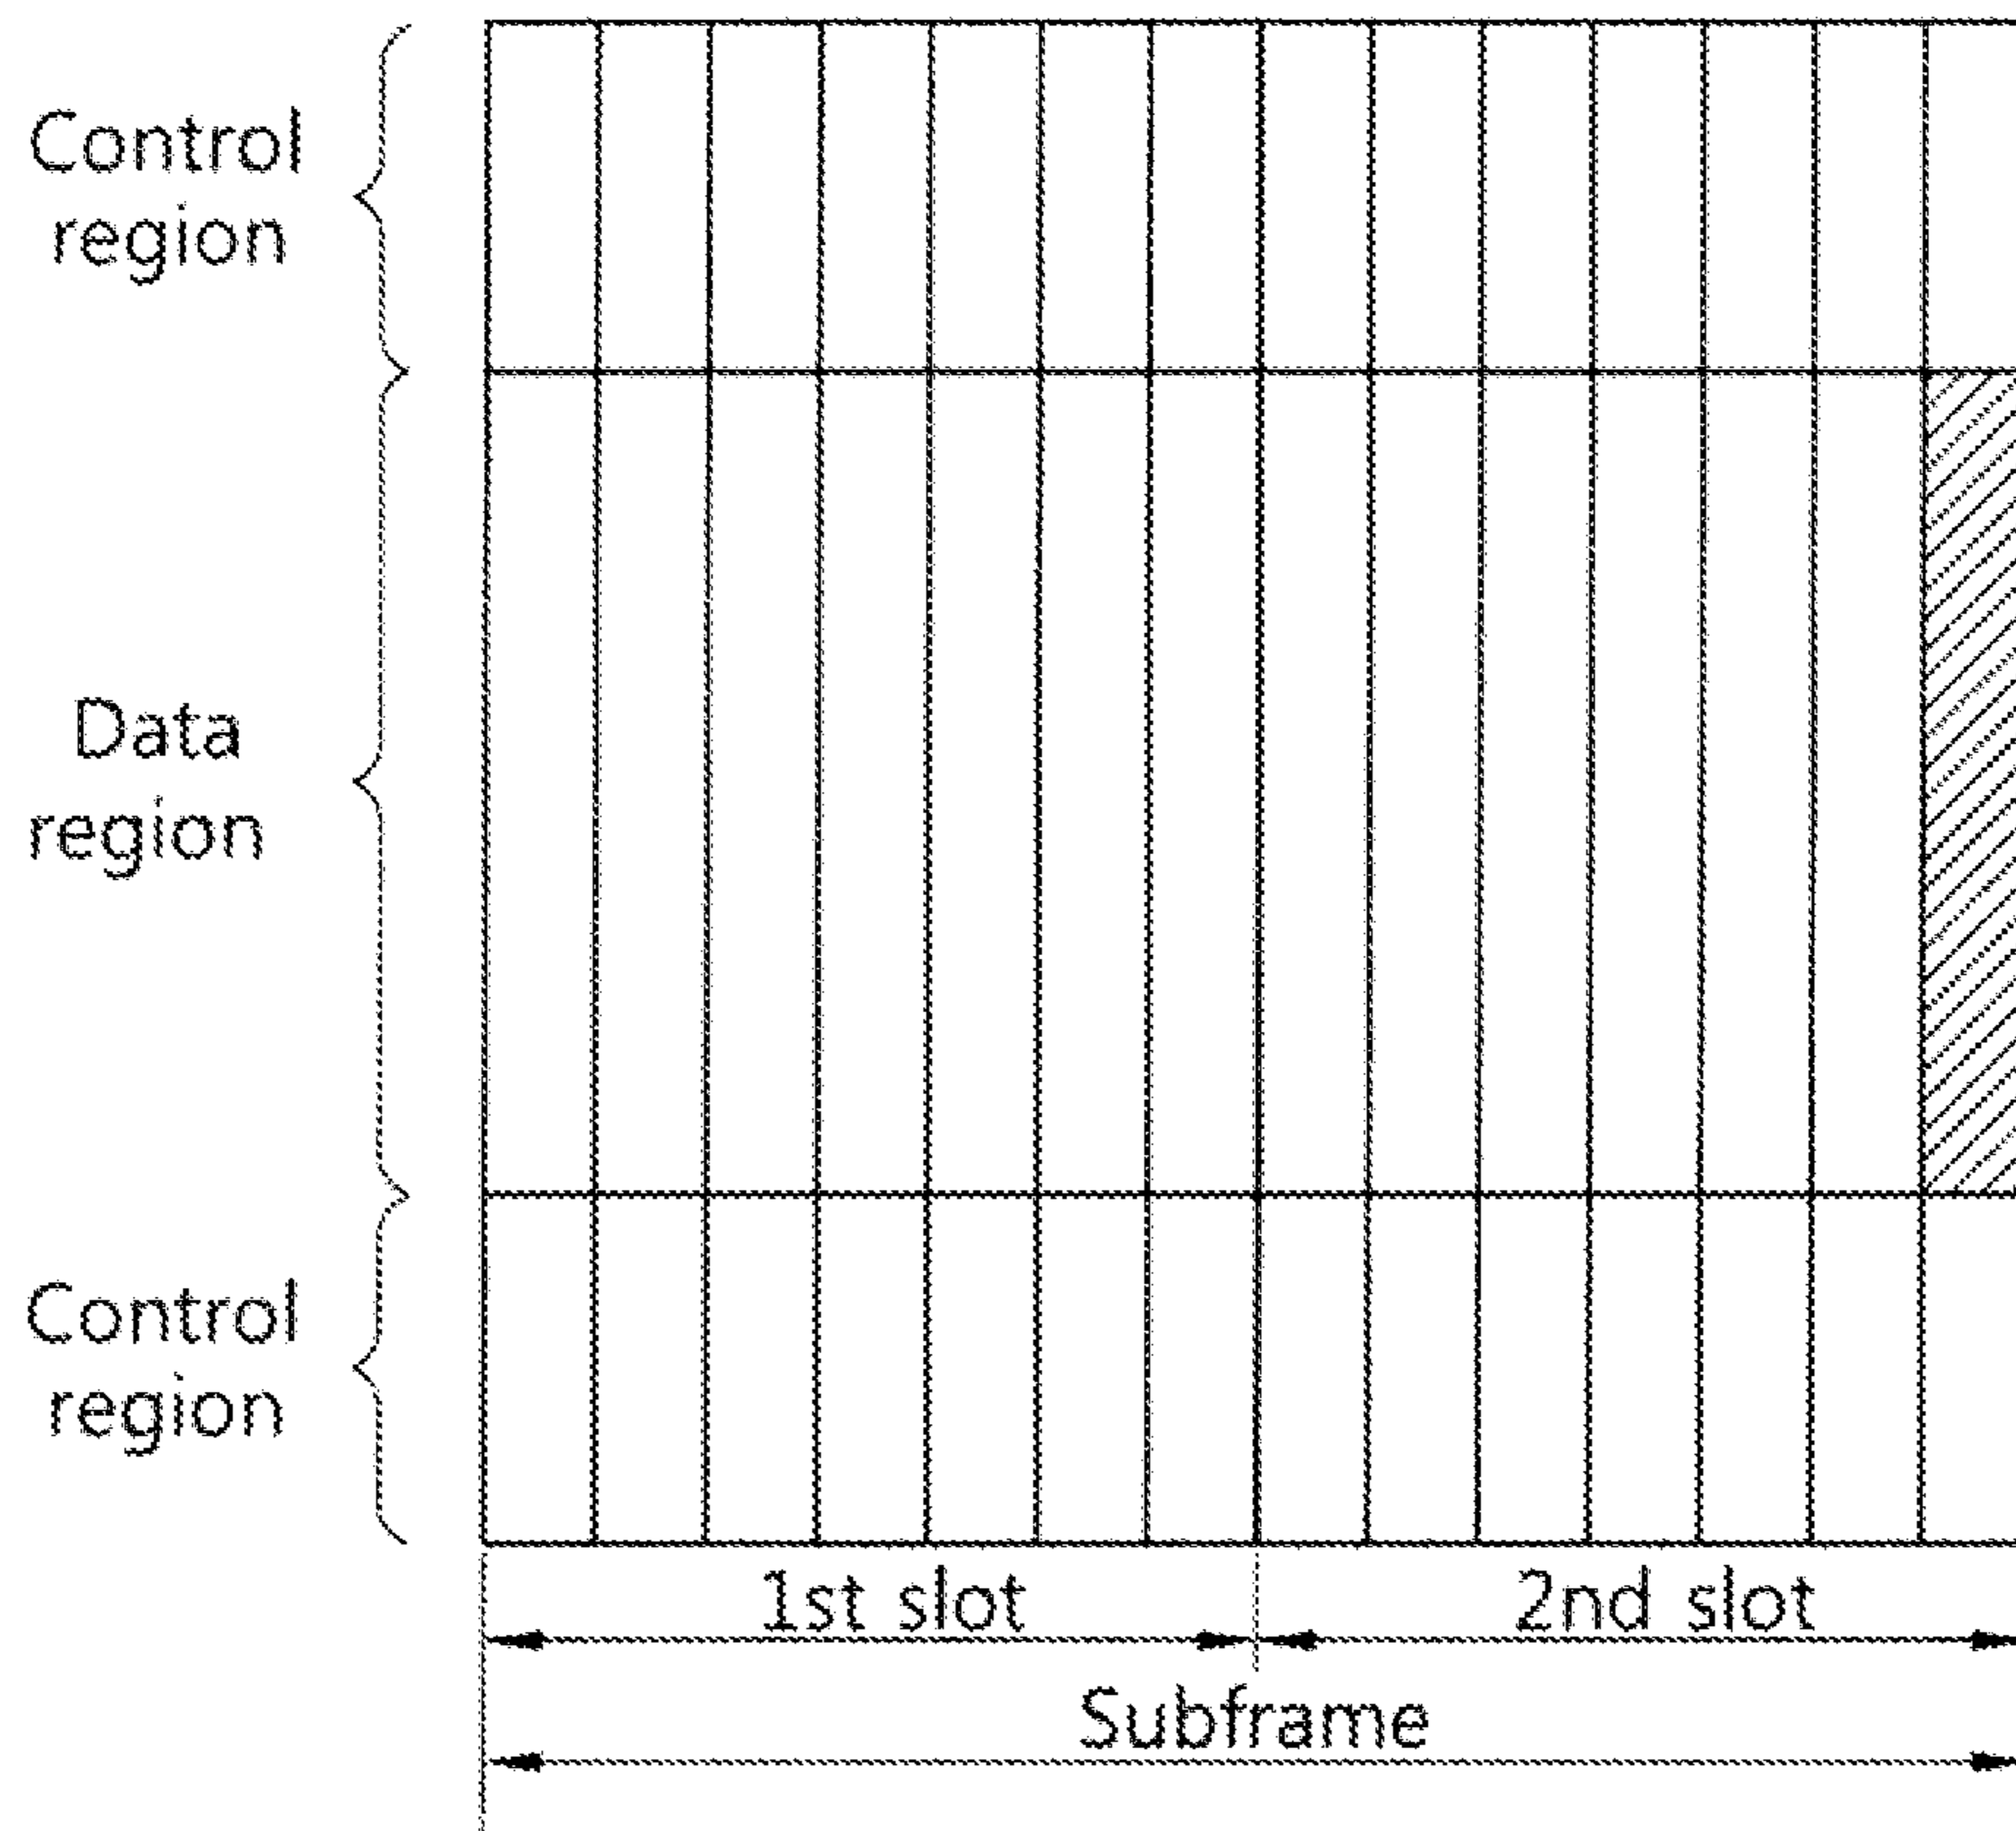 Control
region
Data
region
Control
region
1st slot
2nd slot
Subframe